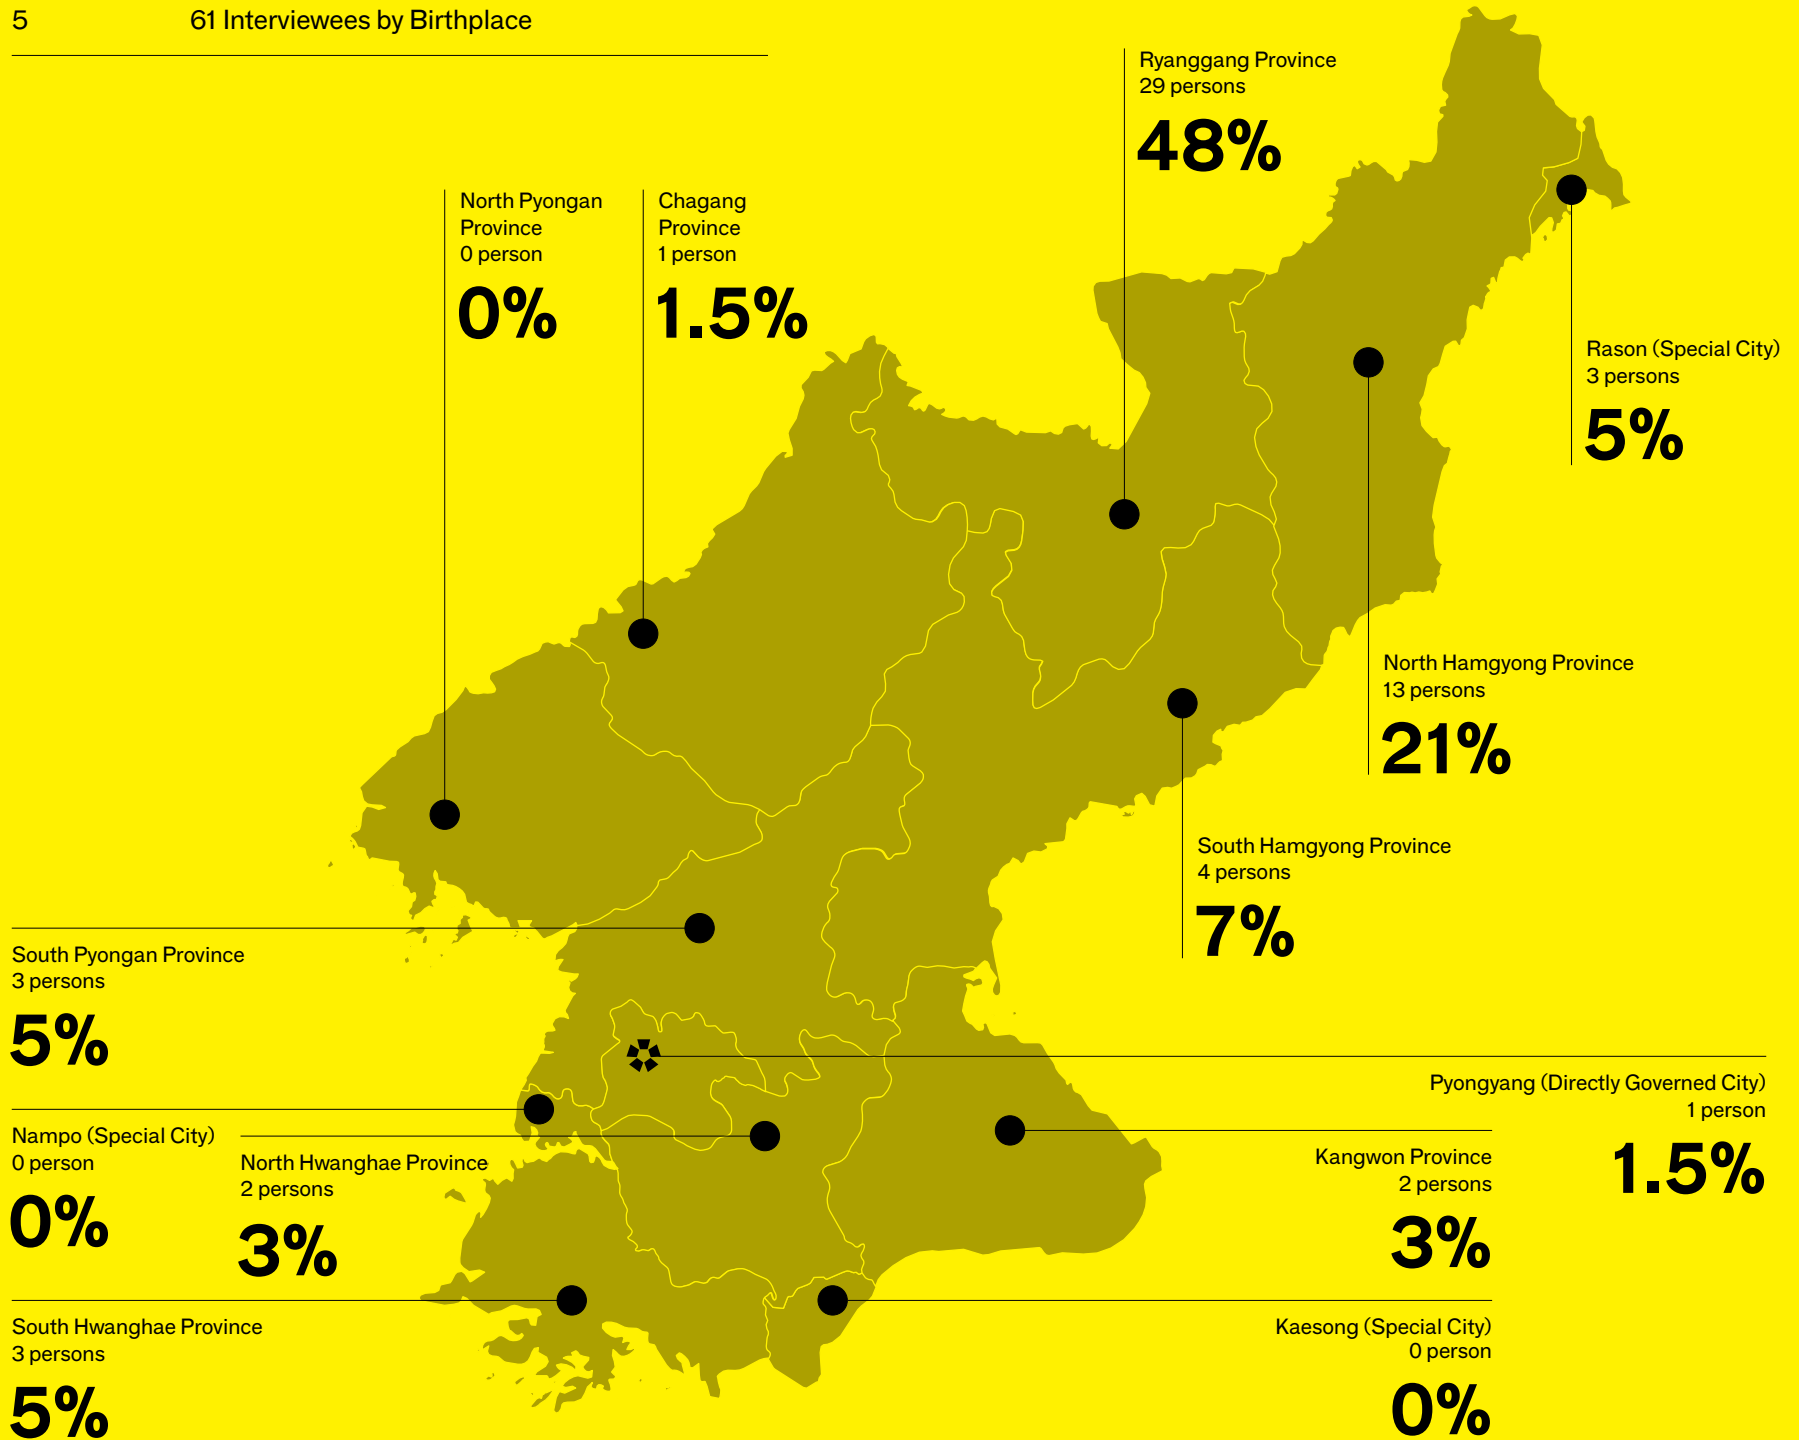 5
61 Interviewees by Birthplace
Ryanggang Province
29 persons
48%
North Pyongan
Province
0 person
0%
Chagang
Province
1 person
1.5%
Rason (Special City)
3 persons
5%
North Hamgyong Province
13 persons
21%
South Hamgyong Province
4 persons
7%
South Pyongan Province
3 persons
5%
Pyongyang (Directly Governed City)
1 person
1.5%
Nampo (Special City)
0 person
0%
North Hwanghae Province
2 persons
3%
Kangwon Province
2 persons
3%
South Hwanghae Province
3 persons
5%
Kaesong (Special City)
0 person
0%